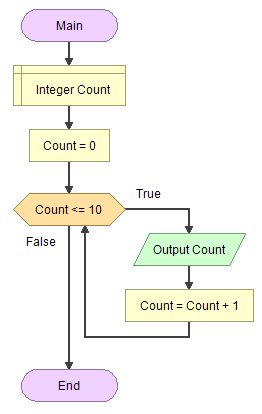 Main
Integer Count
Count = 0
Count <= 10
True
False
Output Count
Count = Count + 1
End